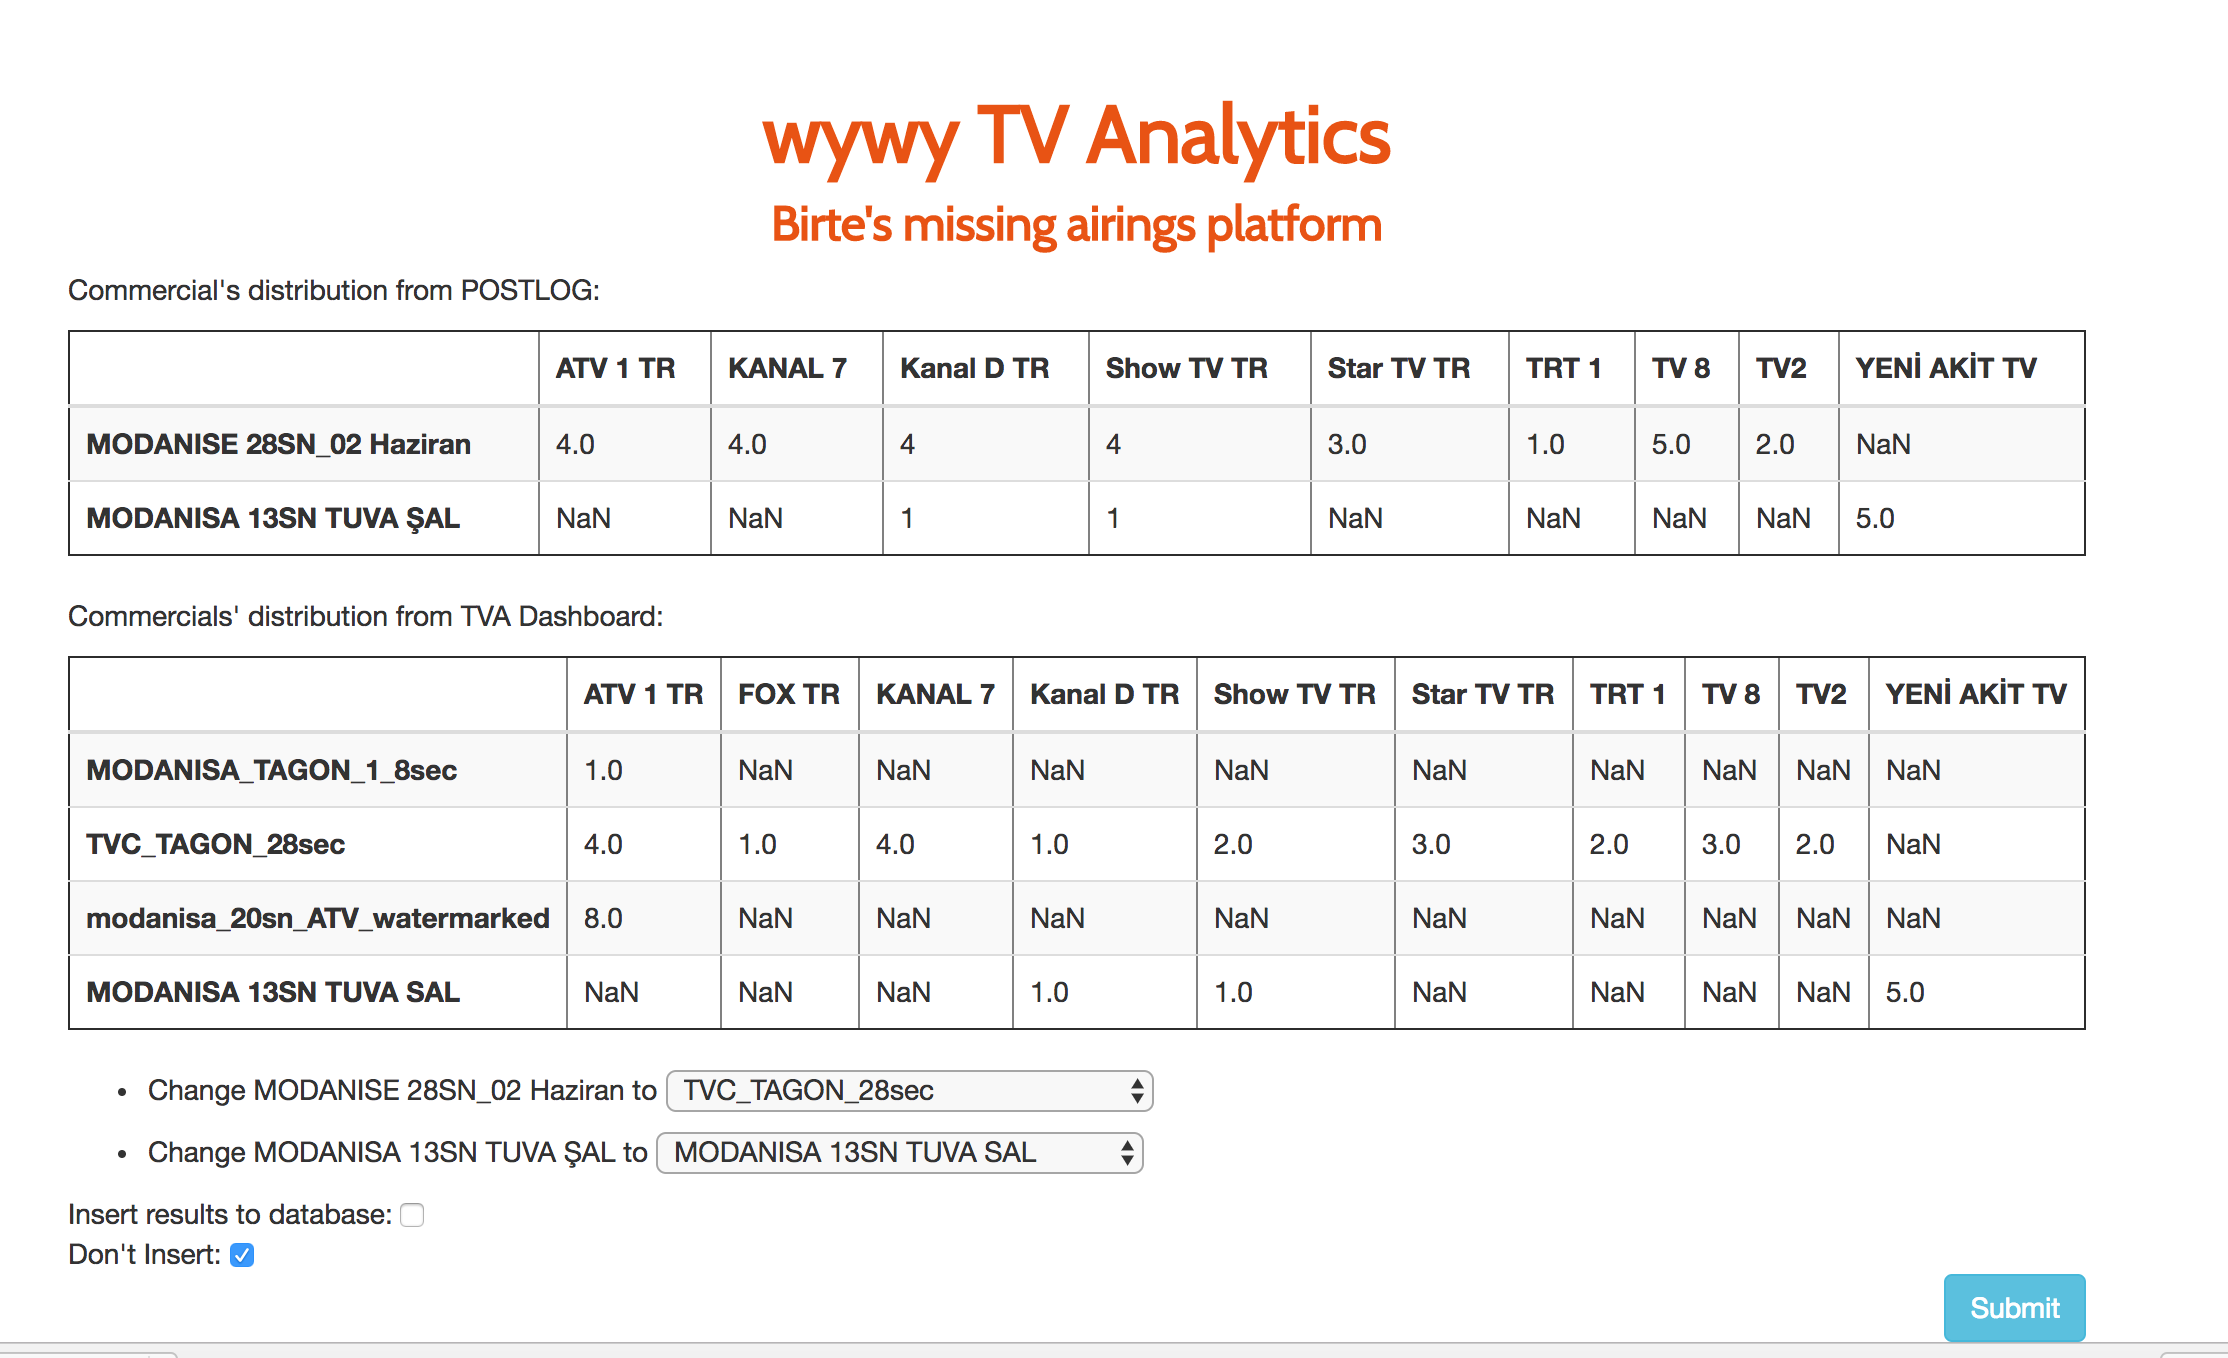 wywy TV Analytics
Birte's missing airings platform
Commercial's distribution from POSTLOG:
ATV 1 TR KANAL 7 Kanal D TR Show TV TR Star TV TR TRT 1 TV 8 TV2 YENİ AKİT TV
MODANISE 28SN_02 Haziran 4.0 4.0 4 4 3.0 1.0 5.0 2.0 NaN
MODANISA 13SN TUVA ŞAL NaN NaN 1 1 NaN NaN NaN NaN 5.0
Commercials' distribution from TVA Dashboard:
ATV 1 TR FOX TR KANAL 7 Kanal D TR Show TV TR Star TV TR TRT 1 TV 8 TV2 YENİ AKİT TV
MODANISA_TAGON_1_8sec 1.0 NaN NaN NaN NaN NaN NaN NaN NaN NaN
TVC_TAGON_28sec 4.0 1.0 4.0 1.0 2.0 3.0 2.0 3.0 2.0 NaN
modanisa_20sn_ATV_watermarked 8.0 NaN NaN NaN NaN NaN NaN NaN NaN NaN
MODANISA 13SN TUVA SAL NaN NaN NaN 1.0 1.0 NaN NaN NaN NaN 5.0
• Change MODANISE 28SN_02 Haziran to TVC_TAGON_28sec
• Change MODANISA 13SN TUVA ŞAL to MODANISA 13SN TUVA SAL
Insert results to database:
Don't Insert:
Submit